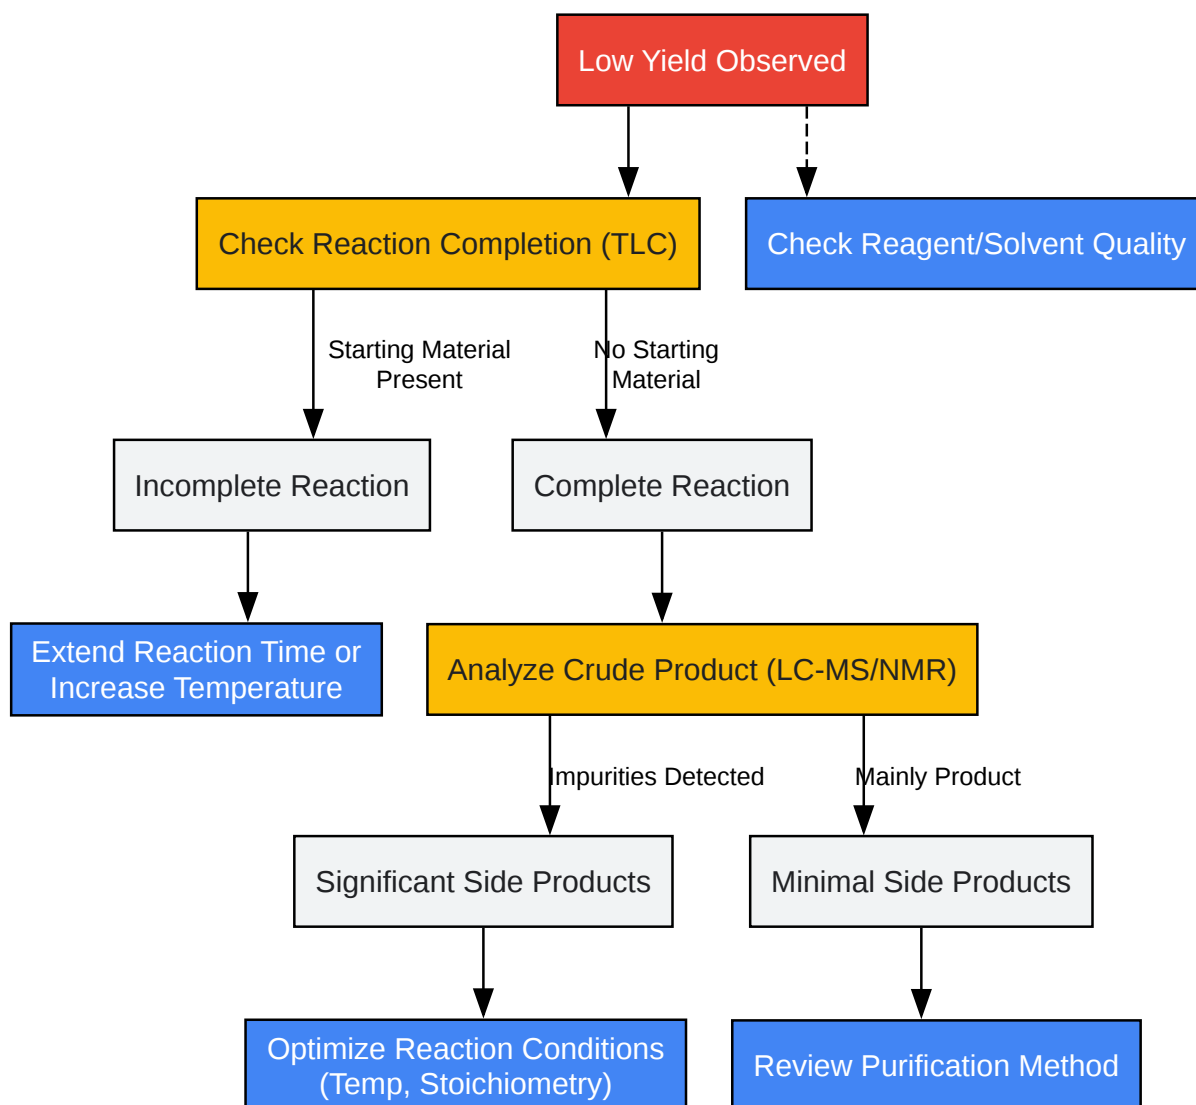 Low Yield Observed
Check Reaction Completion (TLC)
Check Reagent/Solvent Quality
Starting Material
Present
No Starting
Material
Incomplete Reaction
Complete Reaction
Extend Reaction Time or
Increase Temperature
Analyze Crude Product (LC-MS/NMR)
Impurities Detected
Mainly Product
Significant Side Products
Minimal Side Products
Optimize Reaction Conditions
(Temp, Stoichiometry)
Review Purification Method